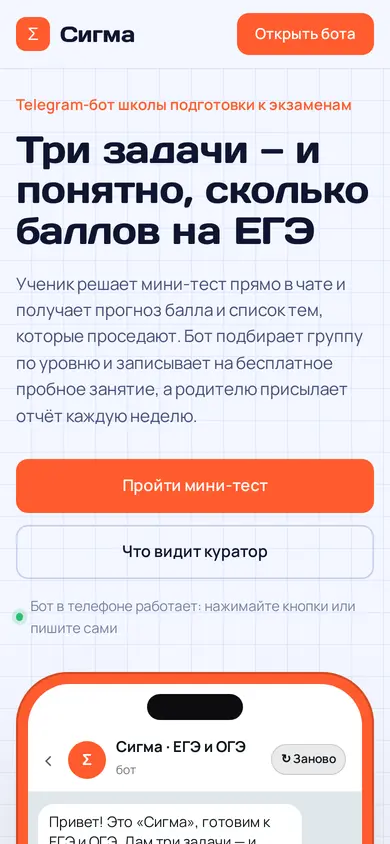 Σ Сигма
Открыть бота
Telegram-бот школы подготовки к экзаменам
Три задачи — и
понятно, сколько
баллов на ЕГЭ
Ученик решает мини-тест прямо в чате и
получает прогноз балла и список тем,
которые проседают. Бот подбирает группу
по уровню и записывает на бесплатное
пробное занятие, а родителю присылает
отчёт каждую неделю.
Пройти мини-тест
Что видит куратор
Бот в телефоне работает: нажимайте кнопки или
пишите сами
Σ
Сигма · ЕГЭ и ОГЭ
бот
↻ Заново
Привет! Это «Сигма», готовим к
ЕГЭ и ОГЭ. Дам три задачи — и